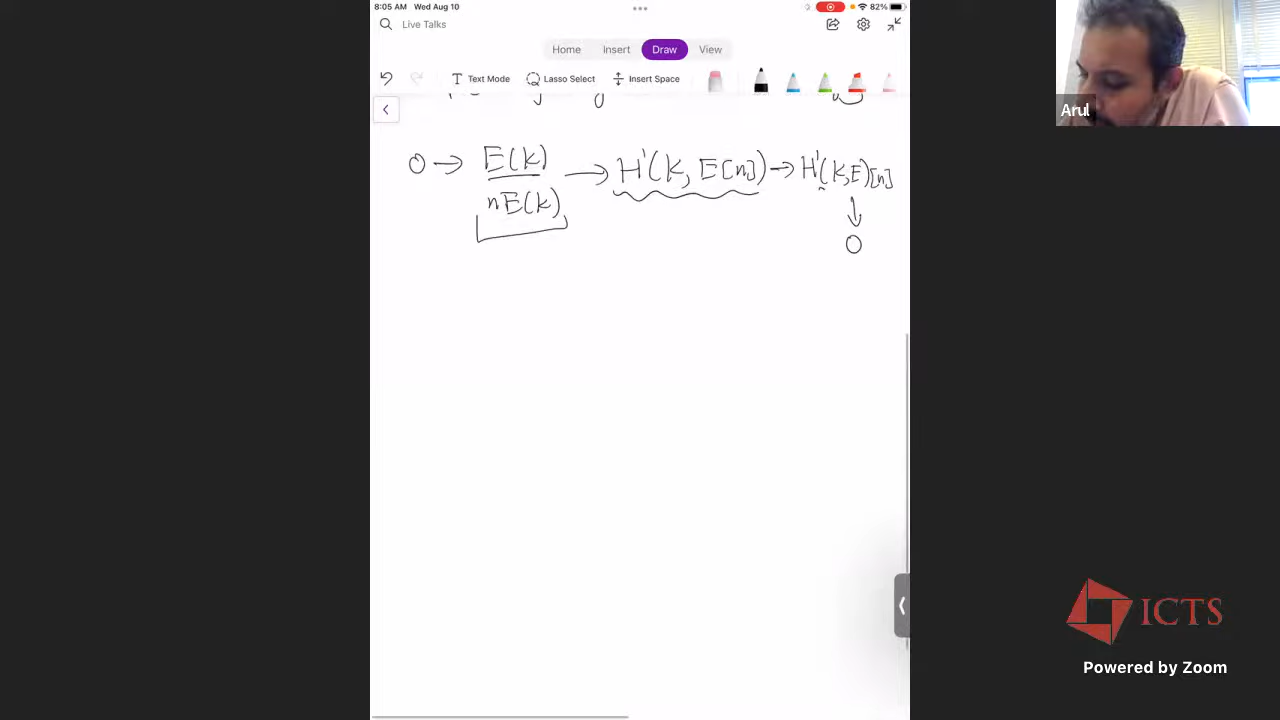 8:05 AM Wed Aug 10
82%
Live Talks
Home Insert Draw View
Text Mode Lasso Select Insert Space
Arul
0 → E(K)/nE(K) → H¹(K, E[n]) → H¹(K,E)[n]
↓
0
ICTS
Powered by Zoom